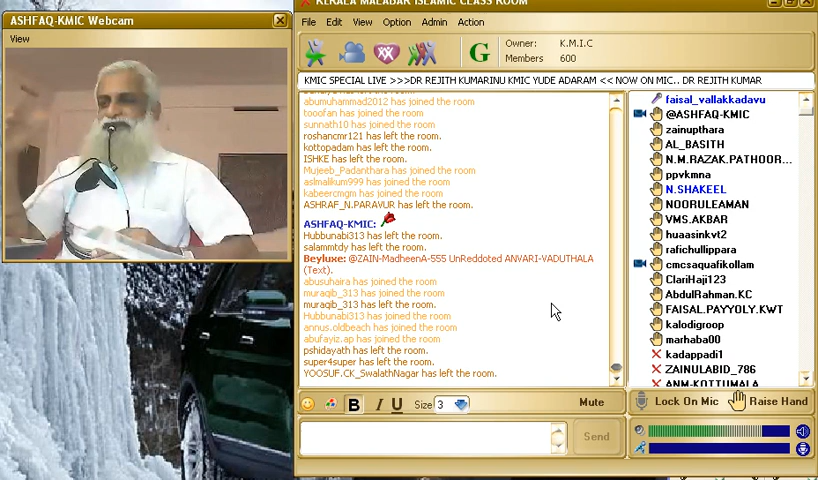 ASHFAQ-KMIC Webcam
View
KERALA MALABAR ISLAMIC CLASS ROOM
File Edit View Option Admin Action
G
Owner: K.M.I.C
Members 600
KMIC SPECIAL LIVE >>>DR REJITH KUMARINU KMIC YUDE ADARAM << NOW ON MIC.. DR REJITH KUMAR
abumuhammad2012 has joined the room
tooofan has joined the room
sunnath10 has joined the room
roshancmr121 has left the room.
kottopadam has left the room.
ISHKE has left the room.
Mujeeb_Padanthara has joined the room
aslmalikum999 has joined the room
kabeercmgm has joined the room
ASHRAF_N.PARAVUR has left the room.
ASHFAQ-KMIC:
Hubbunabi313 has left the room.
salammtdy has left the room.
Beyluxe: @ZAIN-MadheenA-555 UnReddoted ANVARI-VADUTHALA
(Text).
abusuhaira has joined the room
muraqib_313 has joined the room
muraqib_313 has left the room.
Hubbunabi313 has joined the room
annus.oldbeach has joined the room
abufayiz.ap has joined the room
pshidayath has left the room.
super4super has left the room.
YOOSUF.CK_SwalathNagar has left the room.
faisal_vallakkadavu
@ASHFAQ-KMIC
zainupthara
AL_BASITH
N.M.RAZAK.PATHOOR...
ppvkmna
N.SHAKEEL
NOORULEAMAN
VMS.AKBAR
huaasinkvt2
rafichullippara
cmcsaquafikollam
ClariHaji123
AbdulRahman.KC
FAISAL.PAYYOLY.KWT
kalodigroop
marhaba00
kadappadi1
ZAINULABID_786
ANM-KOTTUMALA
B I U Size 3 Mute
Lock On Mic Raise Hand
Send